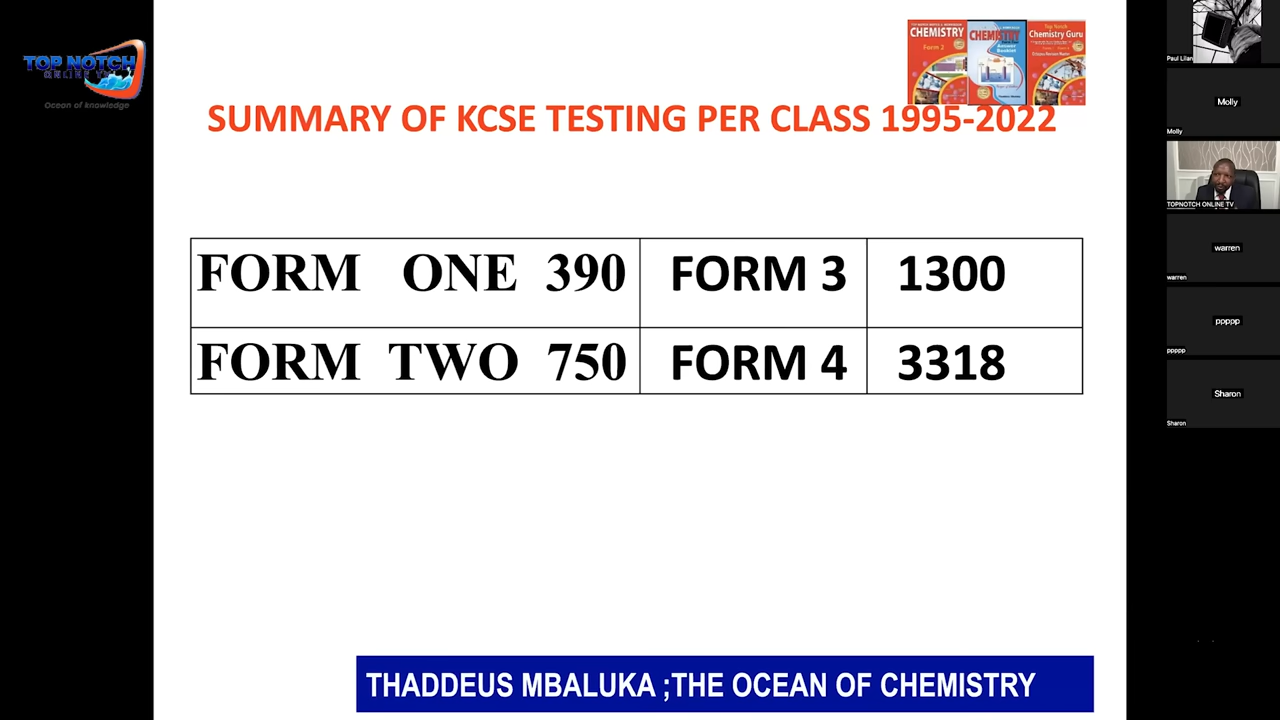 TOP NOTCH
ONLINE TV
Ocean of knowledge
CHEMISTRY
Form 2
CHEMISTRY
Answer
Booklet
Top Notch
Chemistry Guru
SUMMARY OF KCSE TESTING PER CLASS 1995-2022
FORM ONE 390 FORM 3 1300
FORM TWO 750 FORM 4 3318
THADDEUS MBALUKA ;THE OCEAN OF CHEMISTRY
Paul Lilan
Molly
Molly
TOPNOTCH ONLINE TV
warren
warren
ppppp
ppppp
Sharon
Sharon